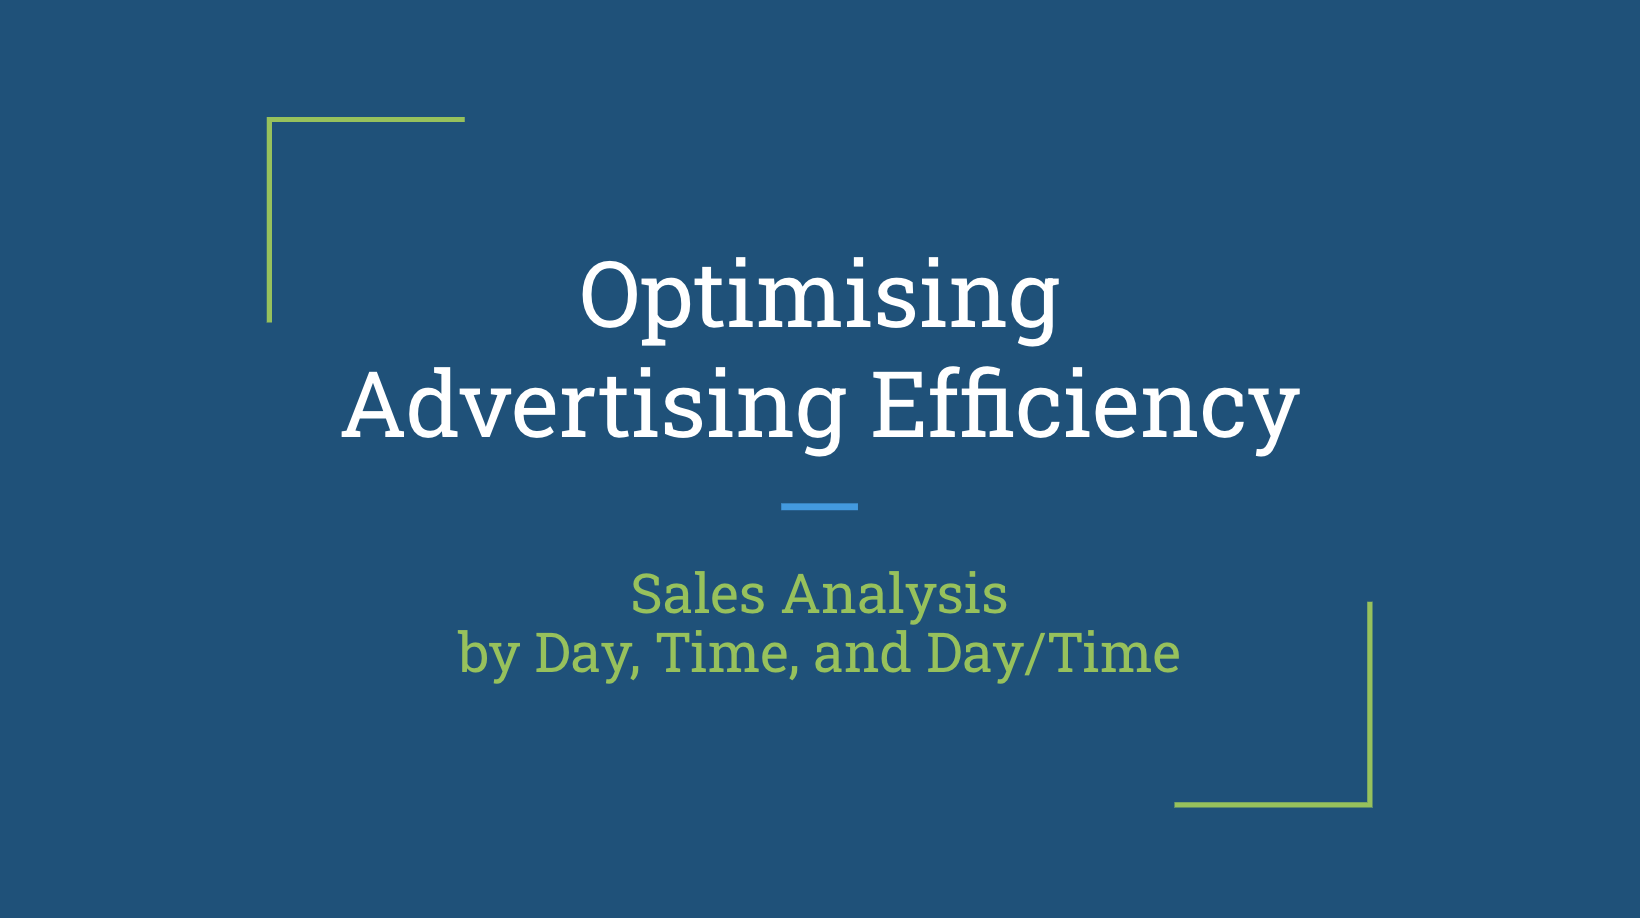 Optimising
Advertising Efficiency
Sales Analysis
by Day, Time, and Day/Time